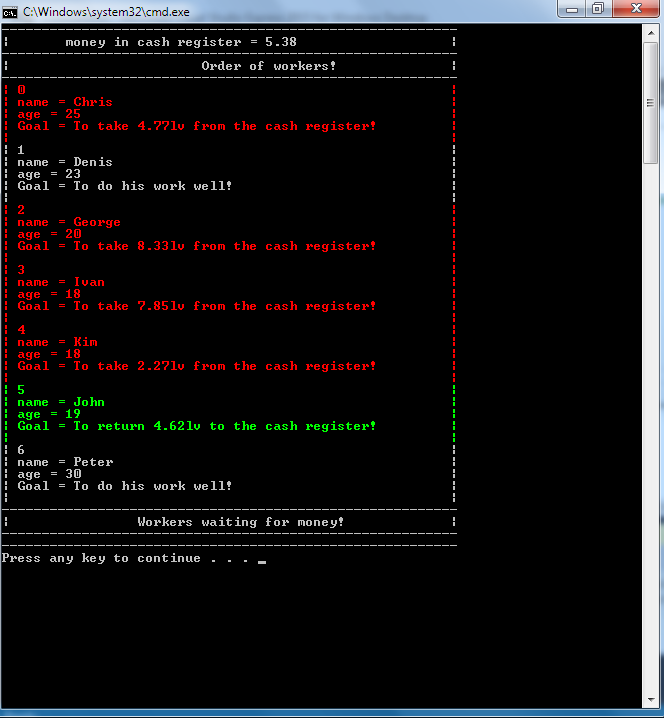 C:\Windows\system32\cmd.exe
money in cash register = 5.38
Order of workers!
0
name = Chris
age = 25
Goal = To take 4.77lv from the cash register!
1
name = Denis
age = 23
Goal = To do his work well!
2
name = George
age = 20
Goal = To take 8.33lv from the cash register!
3
name = Ivan
age = 18
Goal = To take 7.85lv from the cash register!
4
name = Kim
age = 18
Goal = To take 2.27lv from the cash register!
5
name = John
age = 19
Goal = To return 4.62lv to the cash register!
6
name = Peter
age = 30
Goal = To do his work well!
Workers waiting for money!
Press any key to continue . . .